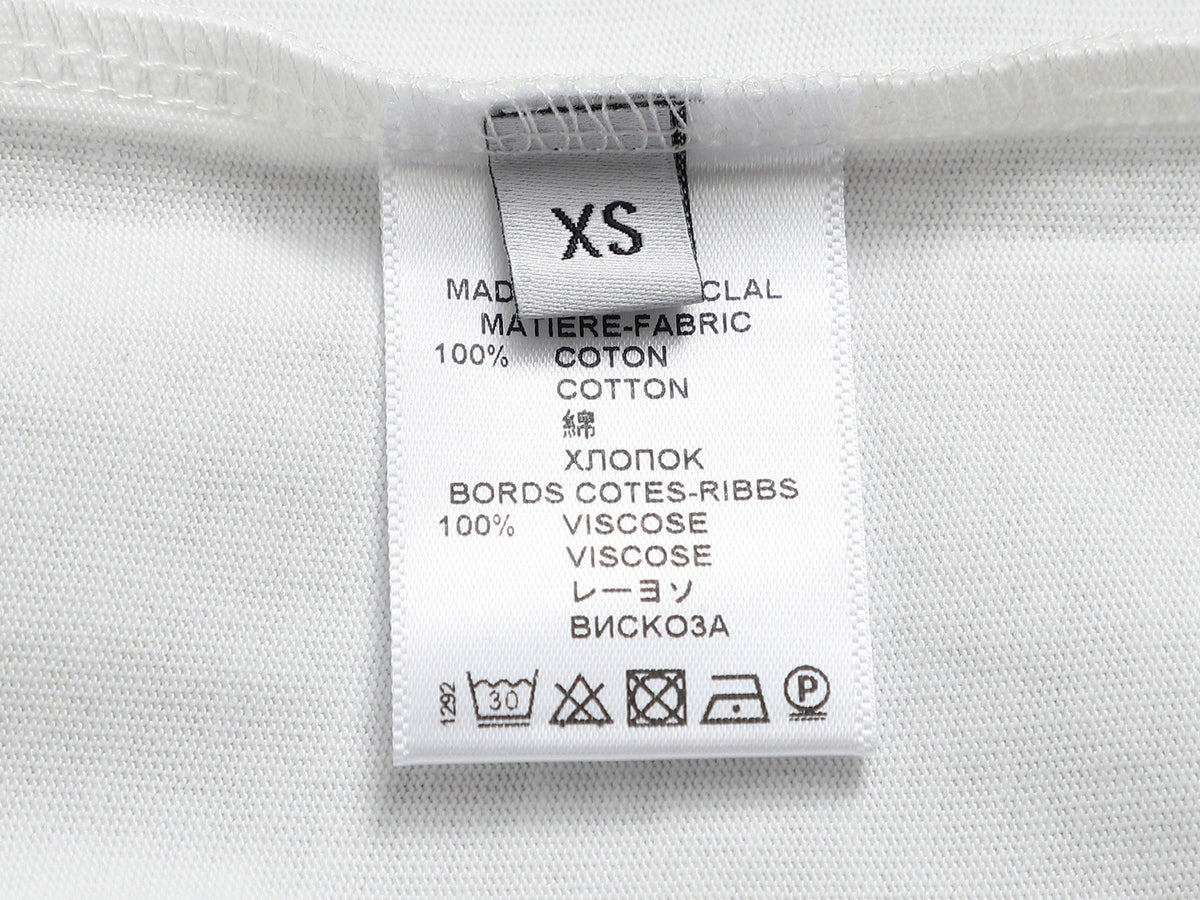 XS
MAD CLAL
MATIERE-FABRIC
100% COTON
COTTON
綿
ХЛОПОК
BORDS COTES-RIBBS
100% VISCOSE
VISCOSE
レーヨソ
ВИСКОЗА
1292
30
P